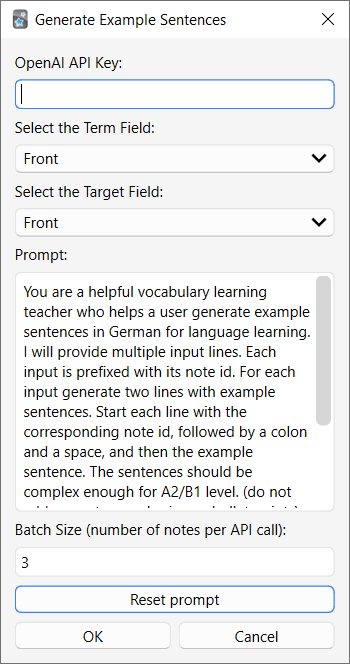 Generate Example Sentences
OpenAI API Key:
Select the Term Field:
Front
Select the Target Field:
Front
Prompt:
You are a helpful vocabulary learning
teacher who helps a user generate example
sentences in German for language learning.
I will provide multiple input lines. Each
input is prefixed with its note id. For each
input generate two lines with example
sentences. Start each line with the
corresponding note id, followed by a colon
and a space, and then the example
sentence. The sentences should be
complex enough for A2/B1 level. (do not
Batch Size (number of notes per API call):
3
Reset prompt
OK
Cancel